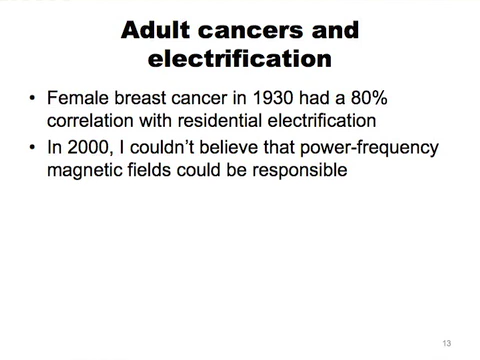 Adult cancers and
electrification
• Female breast cancer in 1930 had a 80%
correlation with residential electrification
• In 2000, I couldn’t believe that power-frequency
magnetic fields could be responsible
13